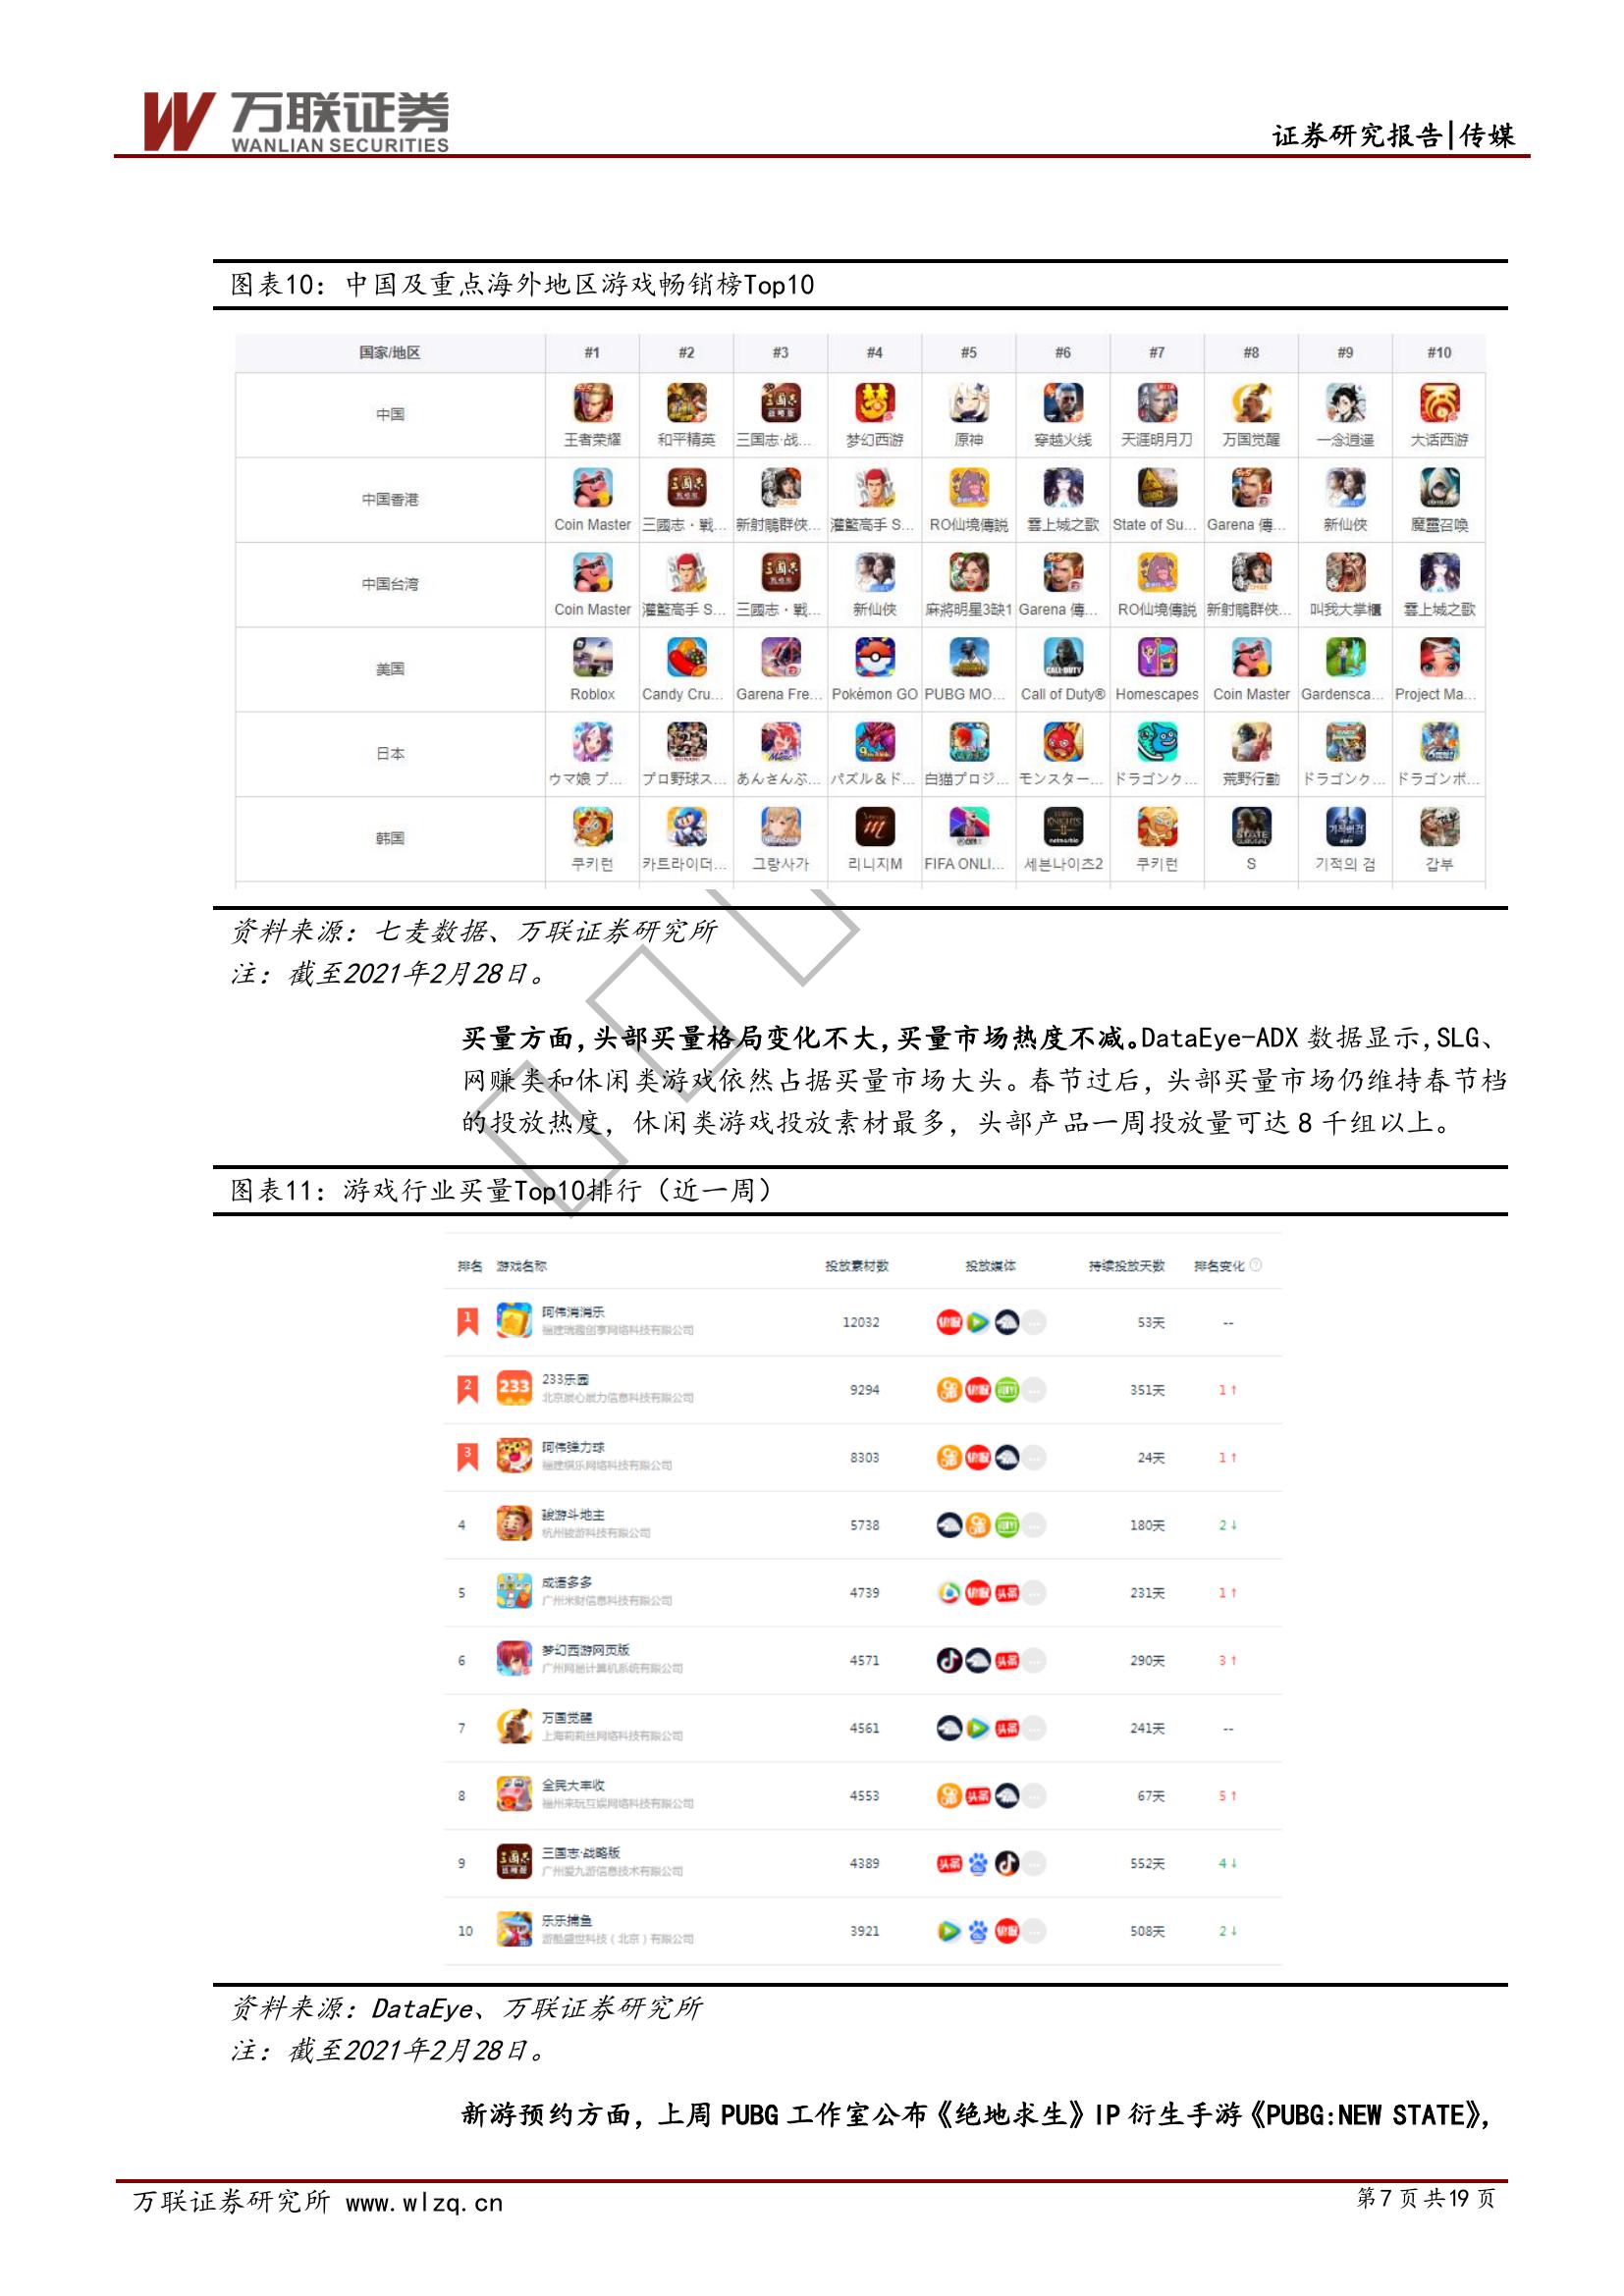 万联证券
WANLIAN SECURITIES
证券研究报告|传媒
图表10：中国及重点海外地区游戏畅销榜Top10
国家/地区 #1 #2 #3 #4 #5 #6 #7 #8 #9 #10
中国 王者荣耀 和平精英 三国志·战... 梦幻西游 原神 穿越火线 天涯明月刀 万国觉醒 一念逍遥 大话西游
中国香港 Coin Master 三國志・戰... 新射鵰群俠... 灌籃高手 S... RO仙境傳説 雲上城之歌 State of Su... Garena 傳... 新仙俠 魔靈召喚
中国台湾 Coin Master 灌籃高手 S... 三國志・戰... 新仙俠 麻將明星3缺1 Garena 傳... RO仙境傳説 新射鵰群俠... 叫我大掌櫃 雲上城之歌
美国 Roblox Candy Cru... Garena Fre... Pokémon GO PUBG MO... Call of Duty® Homescapes Coin Master Gardensca... Project Ma...
日本 ウマ娘 プ... プロ野球ス... あんさんぶ... パズル＆ド... 白猫プロジ... モンスター... ドラゴンク... 荒野行動 ドラゴンク... ドラゴンボ...
韩国 쿠키런 카트라이더... 그랑사가 리니지M FIFA ONLI... 세븐나이츠2 쿠키런 S 기적의 검 갑부
资料来源：七麦数据、万联证券研究所
注：截至2021年2月28日。
买量方面，头部买量格局变化不大，买量市场热度不减。DataEye-ADX 数据显示，SLG、
网赚类和休闲类游戏依然占据买量市场大头。春节过后，头部买量市场仍维持春节档
的投放热度，休闲类游戏投放素材最多，头部产品一周投放量可达 8 千组以上。
图表11：游戏行业买量Top10排行（近一周）
排名 游戏名称 投放素材数 投放媒体 持续投放天数 排名变化
1 阿伟消消乐 12032 53天 --
福建瑞趣创享网络科技有限公司
2 233乐园 9294 351天 1↑
北京展心展力信息科技有限公司
3 阿伟弹力球 8303 24天 1↑
福建棋乐网络科技有限公司
4 骏游斗地主 5738 180天 2↓
杭州骏游科技有限公司
5 成语多多 4739 231天 1↑
广州米财信息科技有限公司
6 梦幻西游网页版 4571 290天 3↑
广州网易计算机系统有限公司
7 万国觉醒 4561 241天 --
上海莉莉丝网络科技有限公司
8 全民大丰收 4553 67天 5↑
福州来玩互娱网络科技有限公司
9 三国志·战略版 4389 552天 4↓
广州爱九游信息技术有限公司
10 乐乐捕鱼 3921 508天 2↓
游酷盛世科技（北京）有限公司
资料来源：DataEye、万联证券研究所
注：截至2021年2月28日。
新游预约方面，上周 PUBG 工作室公布《绝地求生》IP 衍生手游《PUBG:NEW STATE》，
万联证券研究所 www.wlzq.cn
第 7 页 共 19 页